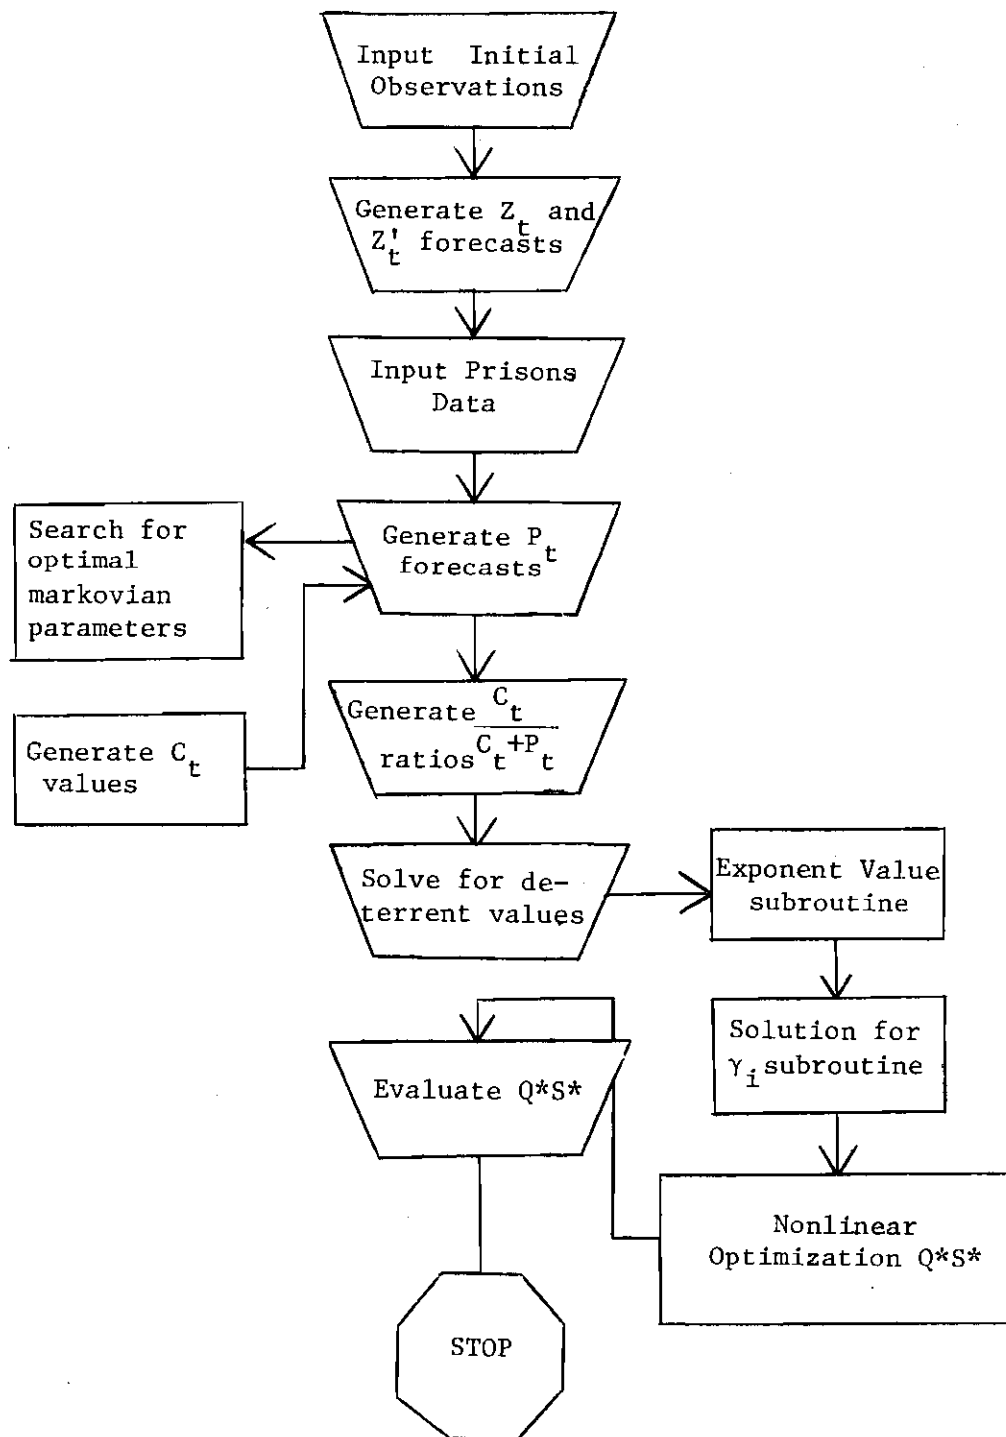 Input Initial
Observations
Generate Z_t and
Z'_t forecasts
Input Prisons
Data
Search for
optimal
markovian
parameters
Generate P_t
forecasts
Generate C_t
values
Generate C_t
ratios C_t+P_t
Solve for de-
terrent values
Exponent Value
subroutine
Solution for
γ_i subroutine
Evaluate Q*S*
Nonlinear
Optimization Q*S*
STOP